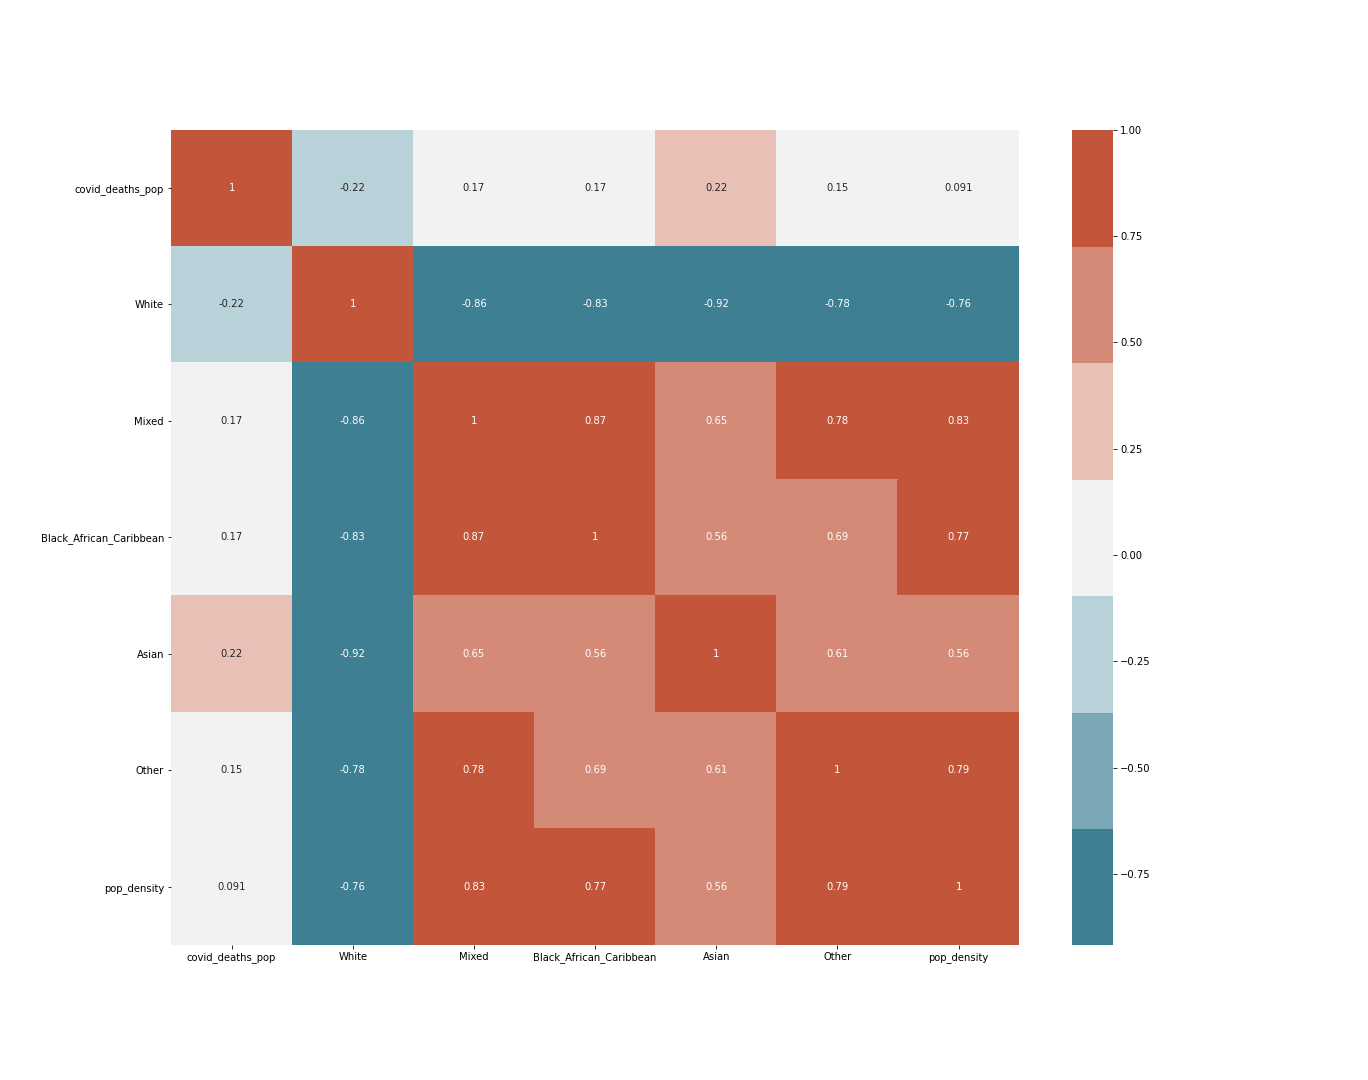 covid_deaths_pop 1 -0.22 0.17 0.17 0.22 0.15 0.091
White -0.22 1 -0.86 -0.83 -0.92 -0.78 -0.76
Mixed 0.17 -0.86 1 0.87 0.65 0.78 0.83
Black_African_Caribbean 0.17 -0.83 0.87 1 0.56 0.69 0.77
Asian 0.22 -0.92 0.65 0.56 1 0.61 0.56
Other 0.15 -0.78 0.78 0.69 0.61 1 0.79
pop_density 0.091 -0.76 0.83 0.77 0.56 0.79 1
covid_deaths_pop White Mixed Black_African_Caribbean Asian Other pop_density
1.00
0.75
0.50
0.25
0.00
−0.25
−0.50
−0.75